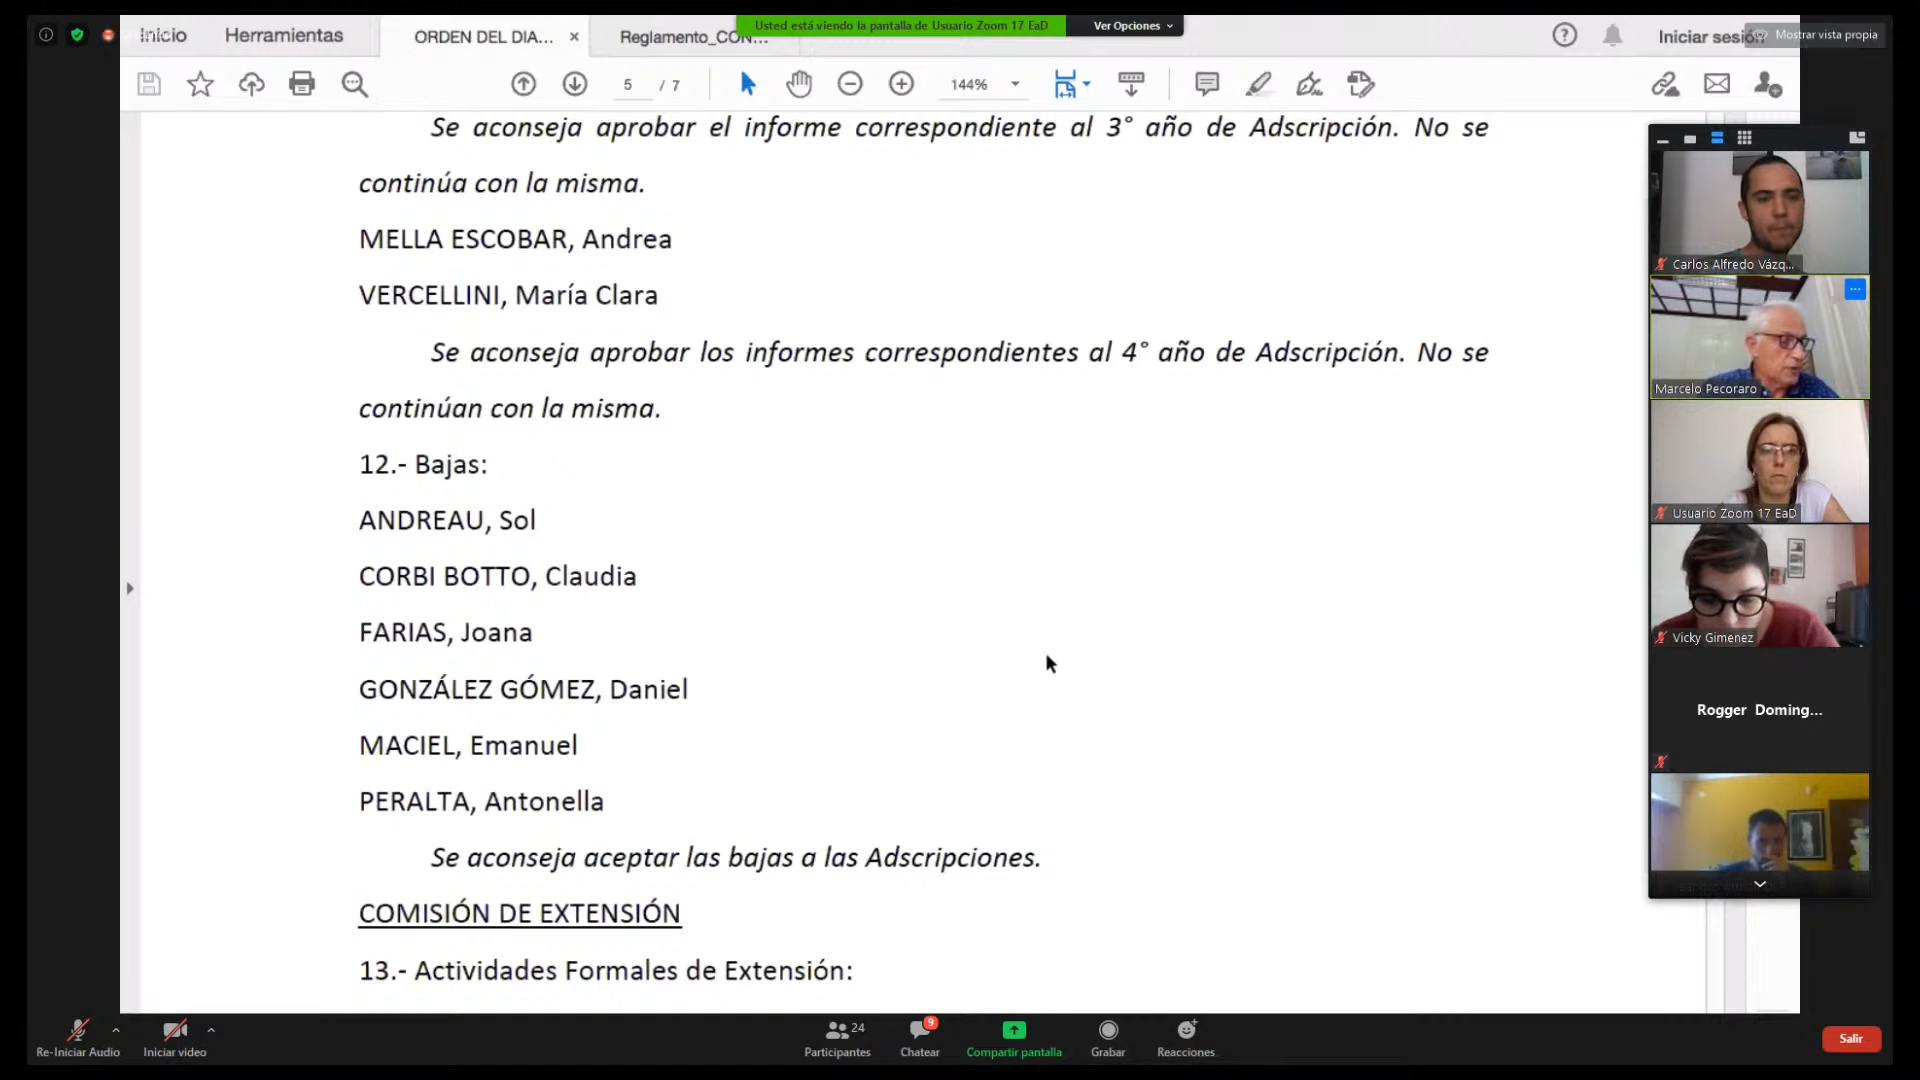 Usted está viendo la pantalla de Usuario Zoom 17 EaD
Ver Opciones
Inicio
Herramientas
ORDEN DEL DIA...
Reglamento_CON...
Iniciar sesión
Mostrar vista propia
5 / 7
144%
Se aconseja aprobar el informe correspondiente al 3° año de Adscripción. No se
continúa con la misma.
MELLA ESCOBAR, Andrea
VERCELLINI, María Clara
Se aconseja aprobar los informes correspondientes al 4° año de Adscripción. No se
continúan con la misma.
12.- Bajas:
ANDREAU, Sol
CORBI BOTTO, Claudia
FARIAS, Joana
GONZÁLEZ GÓMEZ, Daniel
MACIEL, Emanuel
PERALTA, Antonella
Se aconseja aceptar las bajas a las Adscripciones.
COMISIÓN DE EXTENSIÓN
13.- Actividades Formales de Extensión:
Carlos Alfredo Vázq...
Marcelo Pecoraro
Usuario Zoom 17 EaD
Vicky Gimenez
Rogger Doming...
Re-Iniciar Audio
Iniciar video
24
Participantes
9
Chatear
Compartir pantalla
Grabar
Reacciones
Salir